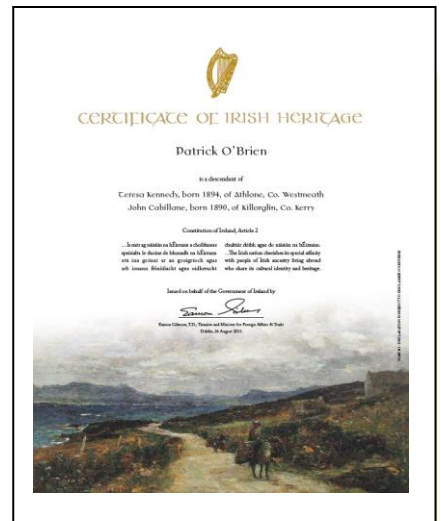 CERTIFICATE OF IRISH HERITAGE
Patrick O'Brien
is a descendant of
Teresa Kennedy, born 1894, of Athlone, Co. Westmeath
John Cahillane, born 1890, of Killorglin, Co. Kerry
Constitution of Ireland, Article 2
... Is mór ag náisiún na hÉireann a choibhneas
speisialta le daoine de bhunadh na hÉireann
atá ina gcónaí ar an gcoigríoch agus
arb ionann féiniúlacht agus oidhreacht
chultúir dóibh agus do náisiún na hÉireann.
...The Irish nation cherishes its special affinity
with people of Irish ancestry living abroad
who share its cultural identity and heritage.
Issued on behalf of the Government of Ireland by
Eamon Gilmore, T.D., Tánaiste and Minister for Foreign Affairs & Trade
Dublin, 26 August 2011